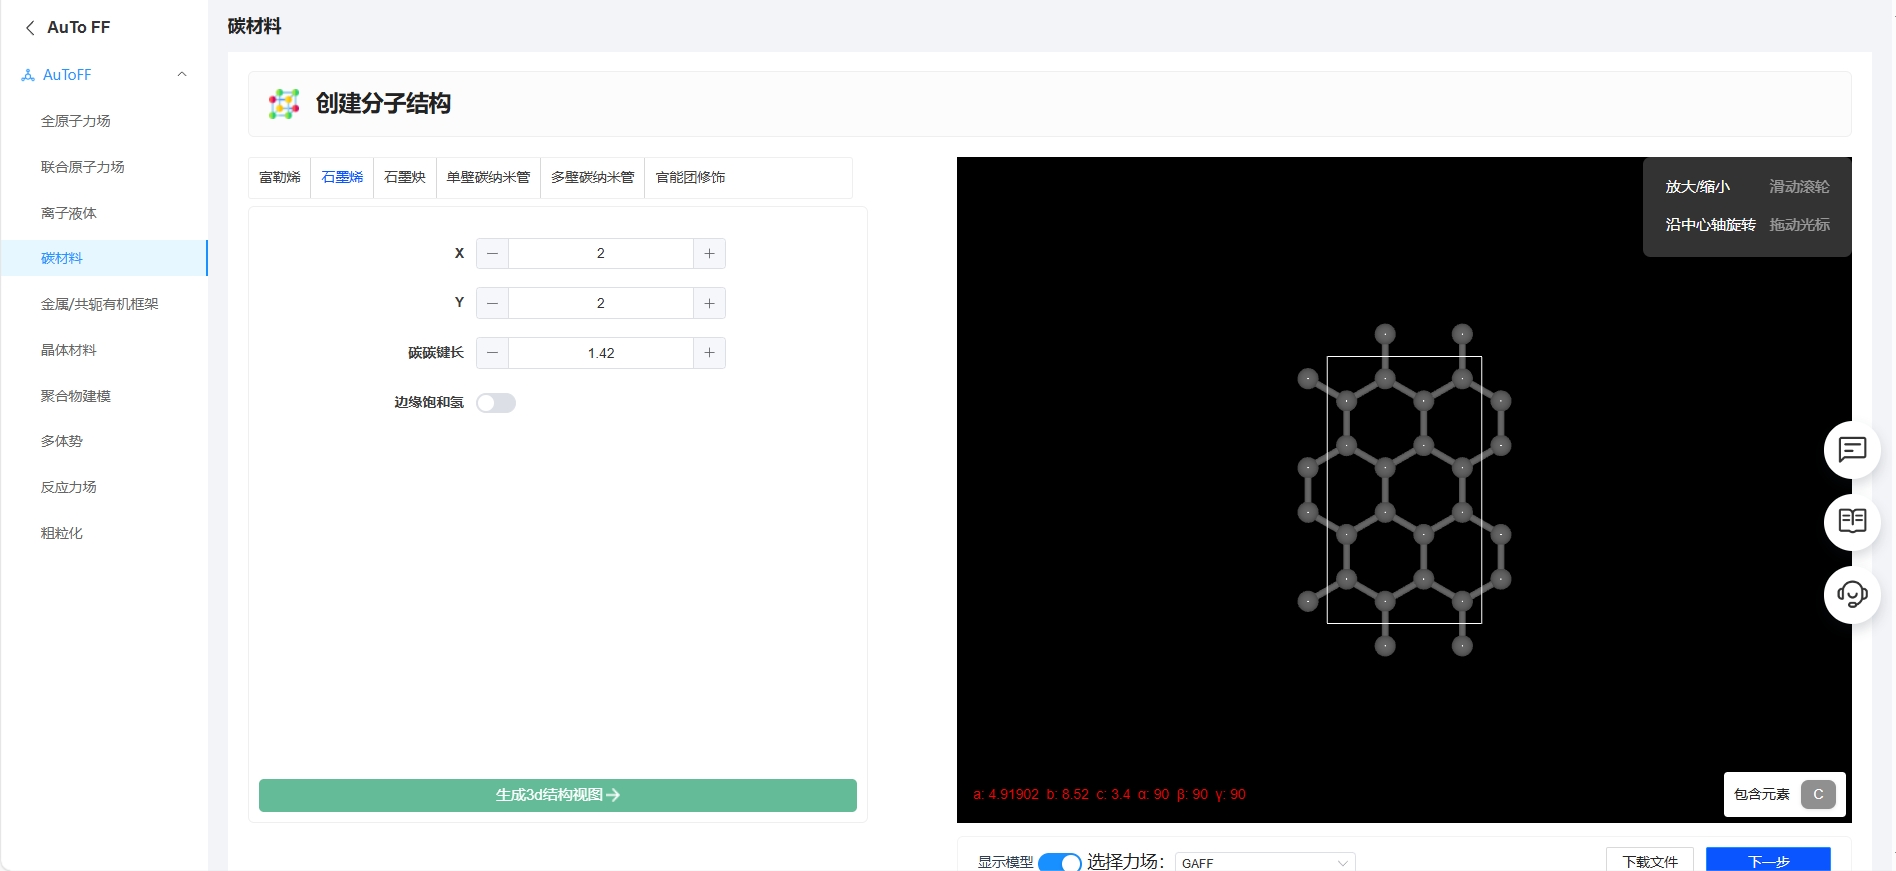 AuTo FF
碳材料
AuToFF
全原子力场
联合原子力场
离子液体
碳材料
金属/共轭有机框架
晶体材料
聚合物建模
多体势
反应力场
粗粒化
创建分子结构
富勒烯 石墨烯 石墨炔 单壁碳纳米管 多壁碳纳米管 官能团修饰
X 2
Y 2
碳碳键长 1.42
边缘饱和氢
生成3d结构视图
放大/缩小 滑动滚轮
沿中心轴旋转 拖动光标
a: 4.91902 b: 8.52 c: 3.4 α: 90 β: 90 γ: 90
包含元素 C
显示模型 选择力场： GAFF
下载文件 下一步